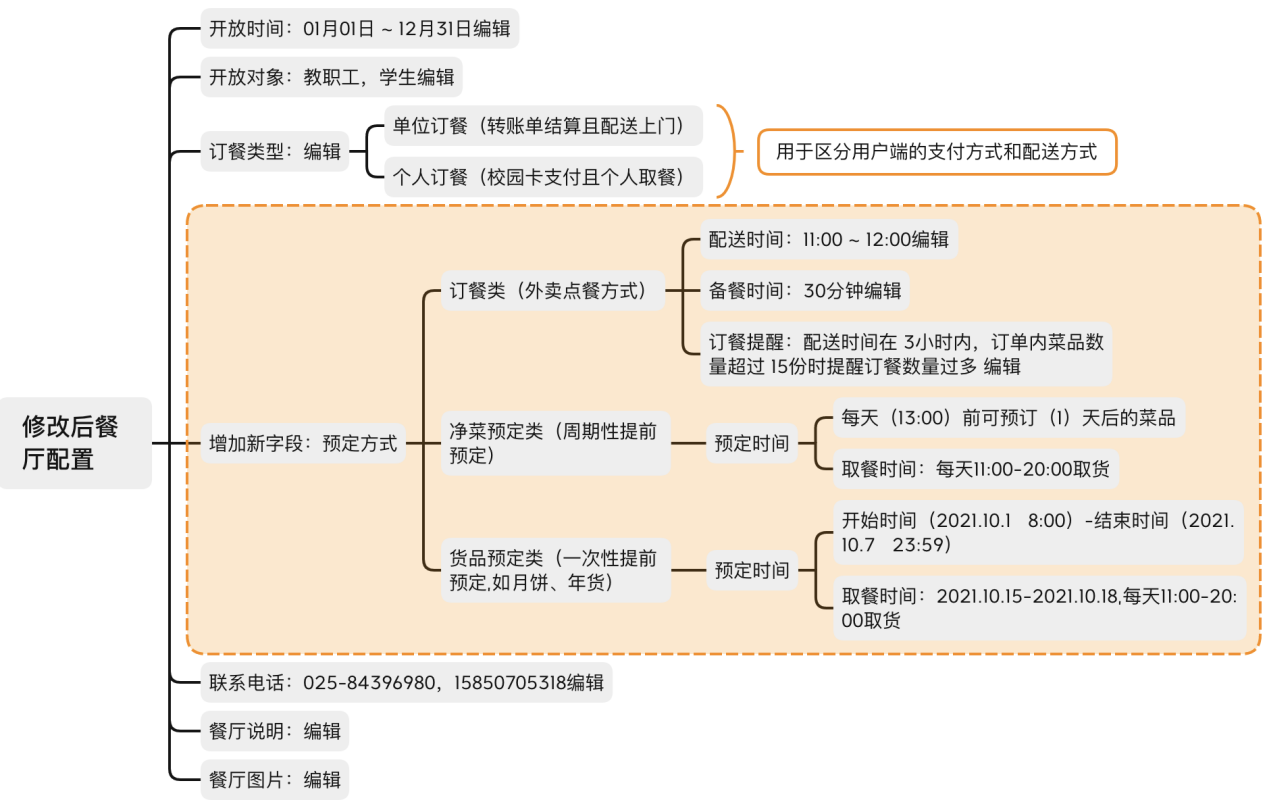 修改后餐
厅配置
开放时间：01月01日 ~ 12月31日编辑
开放对象：教职工，学生编辑
订餐类型：编辑
单位订餐（转账单结算且配送上门）
个人订餐（校园卡支付且个人取餐）
用于区分用户端的支付方式和配送方式
增加新字段：预定方式
订餐类（外卖点餐方式）
配送时间：11:00 ~ 12:00编辑
备餐时间：30分钟编辑
订餐提醒：配送时间在 3小时内，订单内菜品数
量超过 15份时提醒订餐数量过多 编辑
净菜预定类（周期性提前
预定）
预定时间
每天（13:00）前可预订（1）天后的菜品
取餐时间：每天11:00-20:00取货
货品预定类（一次性提前
预定,如月饼、年货）
预定时间
开始时间（2021.10.1 8:00）-结束时间（2021.
10.7 23:59）
取餐时间：2021.10.15-2021.10.18,每天11:00-20:
00取货
联系电话：025-84396980，15850705318编辑
餐厅说明：编辑
餐厅图片：编辑